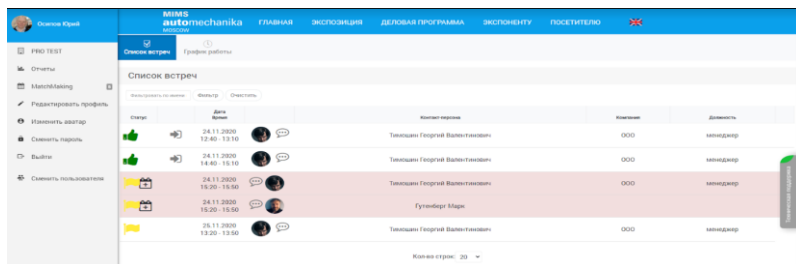 Осипов Юрий
MIMS
automechanika
MOSCOW
ГЛАВНАЯ
ЭКСПОЗИЦИЯ
ДЕЛОВАЯ ПРОГРАММА
ЭКСПОНЕНТУ
ПОСЕТИТЕЛЮ
PRO TEST
Отчеты
MatchMaking
Редактировать профиль
Изменить аватар
Сменить пароль
Выйти
Сменить пользователя
Список встреч
График работы
Список встреч
Фильтровать по имени
Фильтр
Очистить
Статус
Дата
Время
Контакт-персона
Компания
Должность
24.11.2020
12:40 - 13:10
Тимошин Георгий Валентинович
ООО
менеджер
24.11.2020
14:40 - 15:10
Тимошин Георгий Валентинович
ООО
менеджер
24.11.2020
15:20 - 15:50
Тимошин Георгий Валентинович
ООО
менеджер
24.11.2020
15:20 - 15:50
Гутенберг Марк
25.11.2020
13:20 - 13:50
Тимошин Георгий Валентинович
ООО
менеджер
Кол-во строк: 20
Техническая поддержка